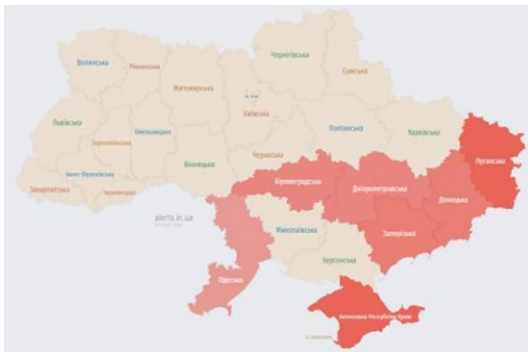 Чернігівська
Волинська
Рівненська
Сумська
Житомирська
Київська
Львівська
Тернопільська
Хмельницька
Полтавська
Харківська
Черкаська
Луганська
Вінницька
Івано-Франківська
Закарпатська
Чернівецька
Кіровоградська
Дніпропетровська
Донецька
alerts.in.ua
Миколаївська
Запорізька
Херсонська
Одеська
Автономна Республіка Крим